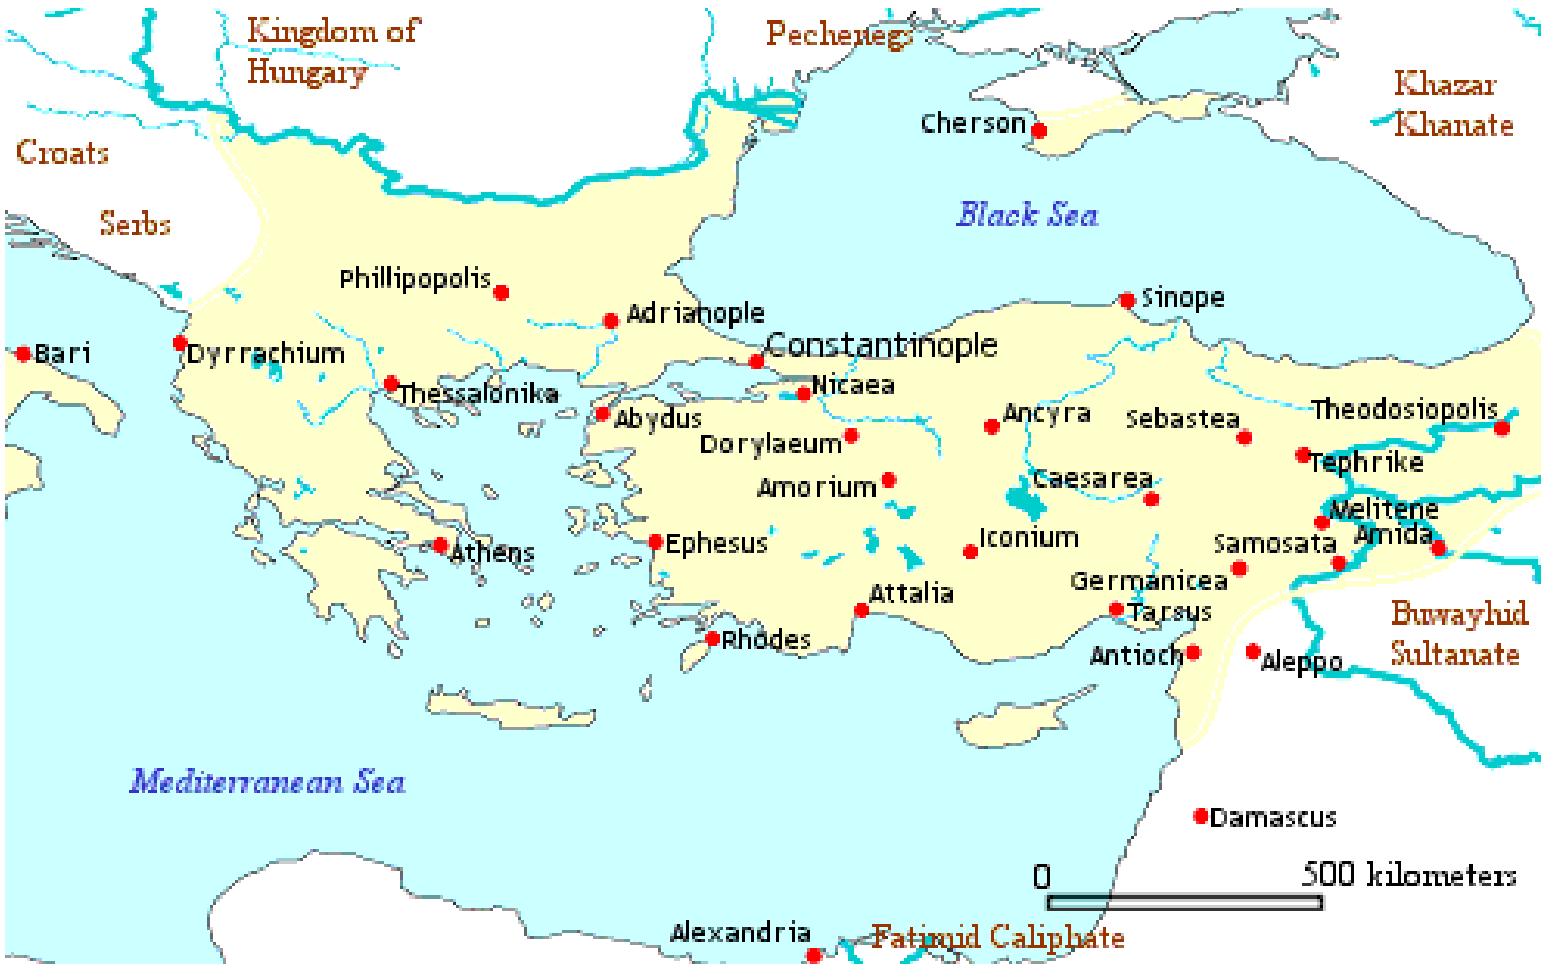 Kingdom of
Hungary
Pechenegs
Khazar
Khanate
Cherson
Croats
Serbs
Black Sea
Phillipopolis
Sinope
Adrianople
Constantinople
Bari
Dyrrachium
Nicaea
Thessalonika
Abydus
Ancyra
Sebastea
Theodosiopolis
Dorylaeum
Tephrike
Amorium
Caesarea
Melitene
Amida
Athens
Ephesus
Iconium
Samosata
Germanicea
Attalia
Tarsus
Buwayhid
Sultanate
Rhodes
Antioch
Aleppo
Mediterranean Sea
Damascus
0
500 kilometers
Alexandria
Fatimid Caliphate